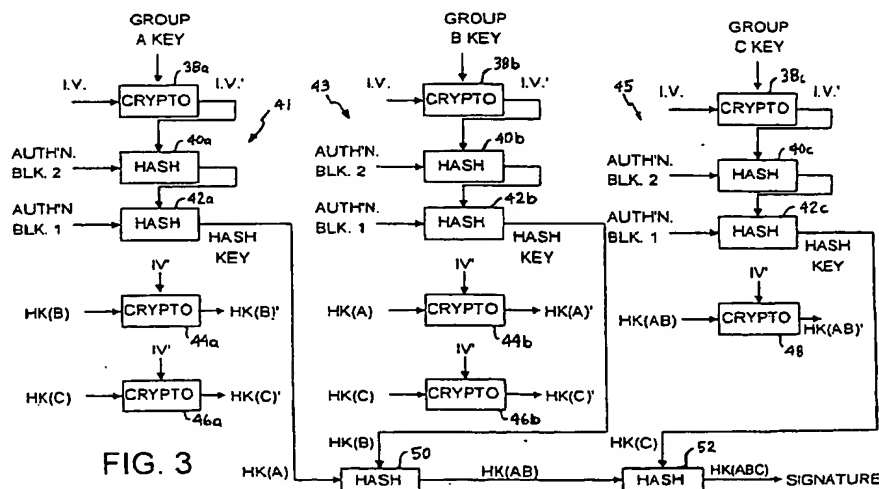 GROUP
A KEY
38a
I.V.
I.V.'
CRYPTO
41
40a
AUTH'N.
BLK. 2
HASH
42a
AUTH'N.
BLK. 1
HASH
HASH
KEY
IV'
HK(B)
CRYPTO
HK(B)'
44a
IV'
HK(C)
CRYPTO
HK(C)'
46a
GROUP
B KEY
38b
I.V.
I.V.'
CRYPTO
43
40b
AUTH'N.
BLK. 2
HASH
42b
AUTH'N.
BLK. 1
HASH
HASH
KEY
IV'
HK(A)
CRYPTO
HK(A)'
44b
IV'
HK(C)
CRYPTO
HK(C)'
46b
GROUP
C KEY
38c
I.V.
I.V.'
CRYPTO
45
40c
AUTH'N.
BLK. 2
HASH
42c
AUTH'N.
BLK. 1
HASH
HASH
KEY
IV'
HK(AB)
CRYPTO
HK(AB)'
48
FIG. 3
HK(A)
HK(B)
50
HASH
HK(AB)
HK(C)
52
HASH
HK(ABC)
SIGNATURE